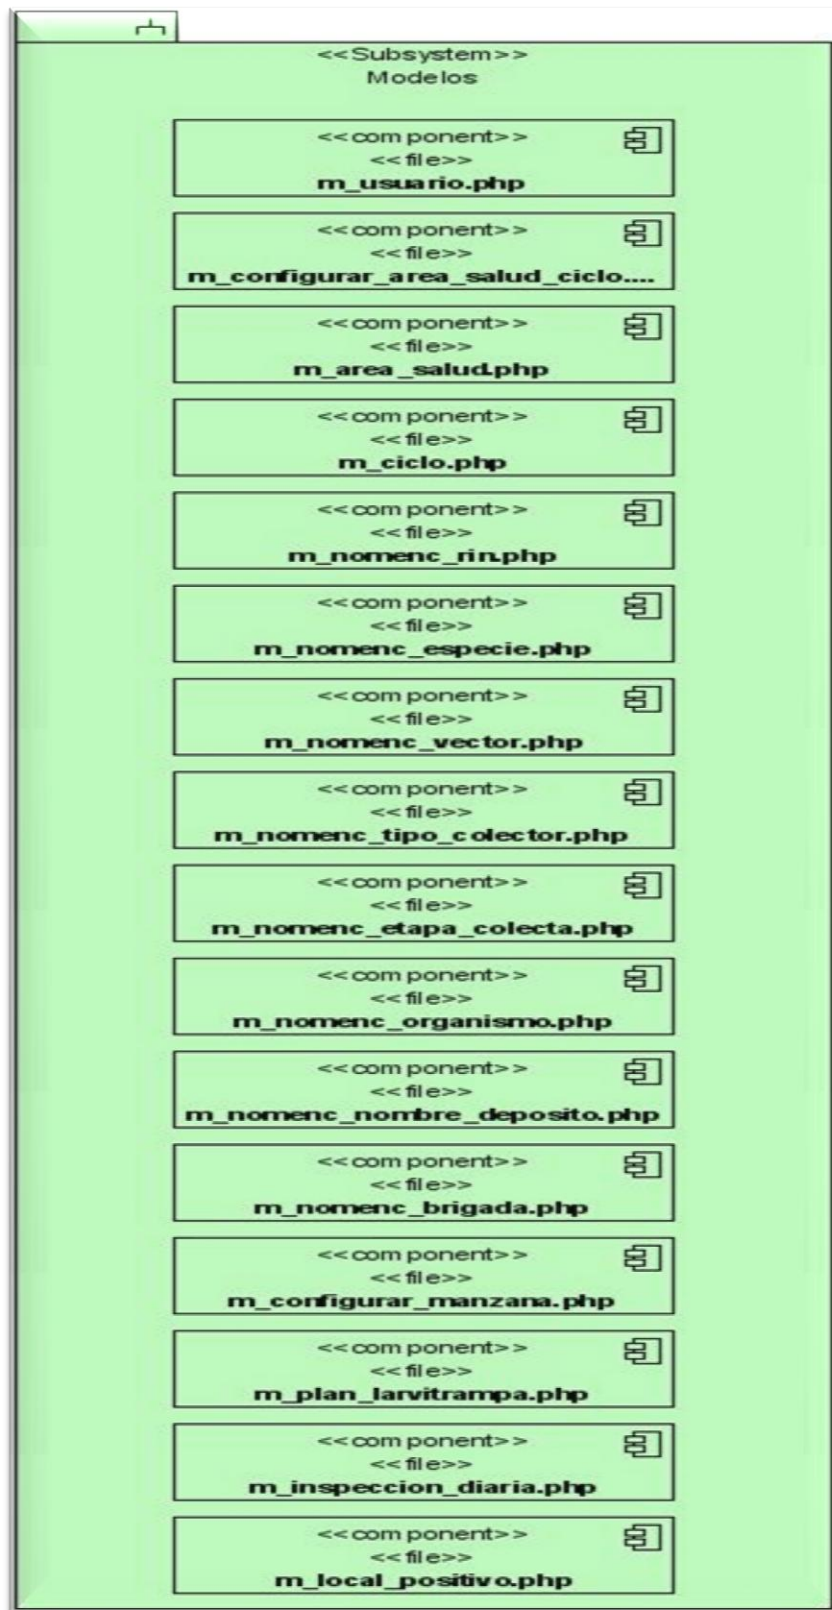 <<Subsystem>>
Modelos
<<component>>
<<file>>
m_usuario.php
<<component>>
<<file>>
m_configurar_area_salud_ciclo....
<<component>>
<<file>>
m_area_salud.php
<<component>>
<<file>>
m_ciclo.php
<<component>>
<<file>>
m_nomenc_rin.php
<<component>>
<<file>>
m_nomenc_especie.php
<<component>>
<<file>>
m_nomenc_vector.php
<<component>>
<<file>>
m_nomenc_tipo_colector.php
<<component>>
<<file>>
m_nomenc_etapa_colecta.php
<<component>>
<<file>>
m_nomenc_organismo.php
<<component>>
<<file>>
m_nomenc_nombre_deposito.php
<<component>>
<<file>>
m_nomenc_brigada.php
<<component>>
<<file>>
m_configurar_manzana.php
<<component>>
<<file>>
m_plan_larvitrampa.php
<<component>>
<<file>>
m_inspeccion_diaria.php
<<component>>
<<file>>
m_local_positivo.php